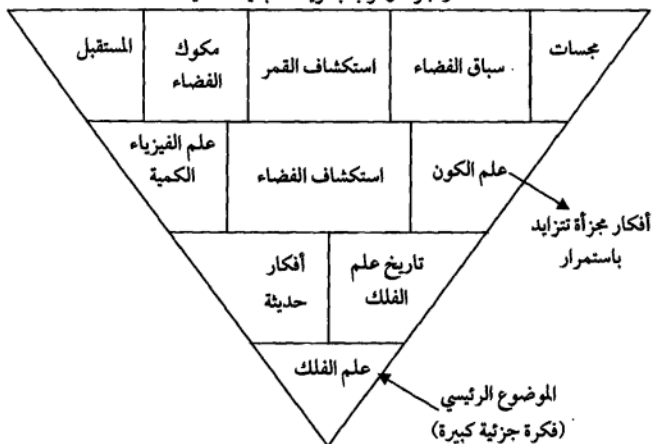 مجسات
سباق الفضاء
استكشاف القمر
مكوك
الفضاء
المستقبل
علم الكون
استكشاف الفضاء
علم الفيزياء
الكمية
أفكار مجزأة تتزايد
باستمرار
تاريخ علم
الفلك
أفكار
حديثة
علم الفلك
الموضوع الرئيسي
(فكرة جزئية كبيرة)